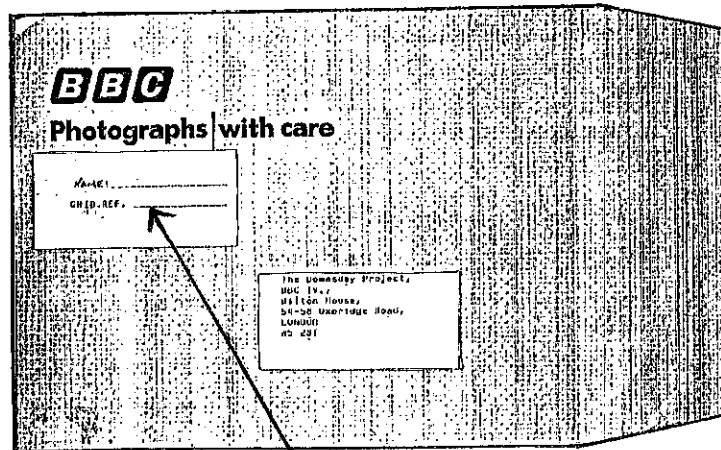 BBC
Photographs with care
NAME:
GRID.REF.
The Domesday Project,
BBC TV.,
Wilton House,
54-58 Uxbridge Road,
LONDON
W5 2ST